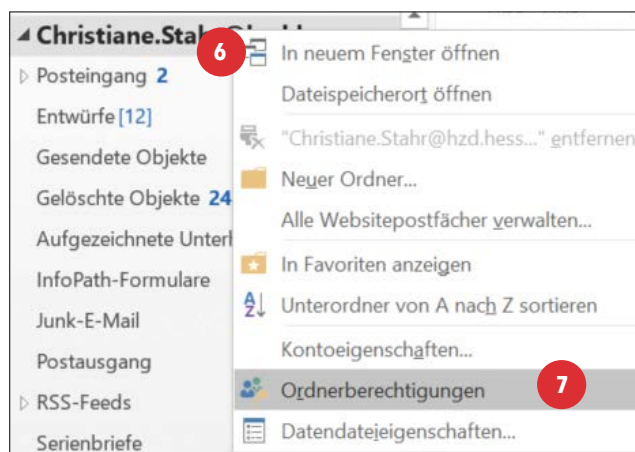 Christiane.Stahr@h
6
Posteingang 2
Entwürfe [12]
Gesendete Objekte
Gelöschte Objekte 24
Aufgezeichnete Unterh
InfoPath-Formulare
Junk-E-Mail
Postausgang
RSS-Feeds
Serienbriefe
In neuem Fenster öffnen
Dateispeicherort öffnen
"Christiane.Stahr@hzd.hess..." entfernen
Neuer Ordner...
Alle Websitepostfächer verwalten...
In Favoriten anzeigen
Unterordner von A nach Z sortieren
Kontoeigenschaften...
Ordnerberechtigungen 7
Datendateieigenschaften...